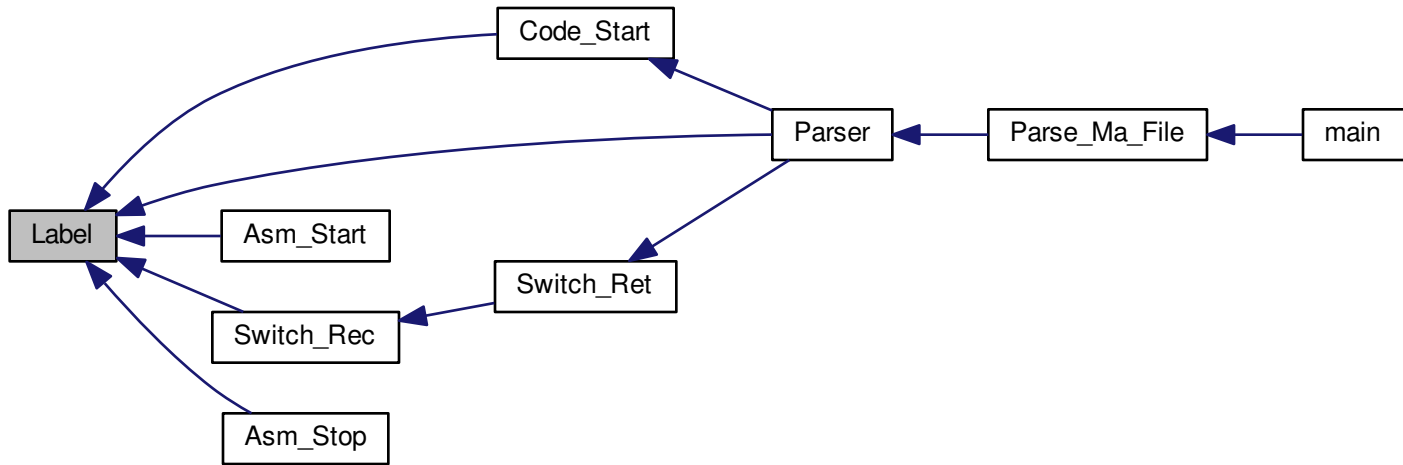 Code_Start
Parser
Parse_Ma_File
main
Label
Asm_Start
Switch_Ret
Switch_Rec
Asm_Stop